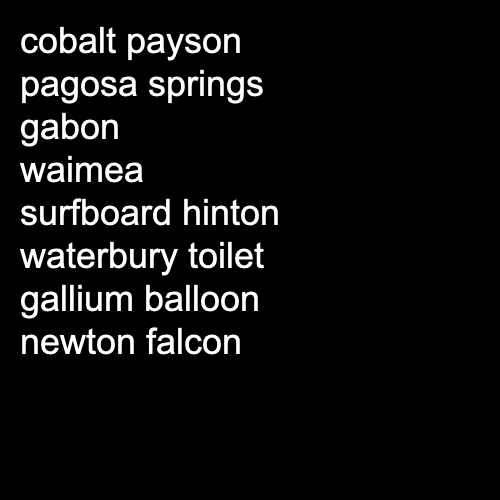 cobalt payson
pagosa springs
gabon
waimea
surfboard hinton
waterbury toilet
gallium balloon
newton falcon